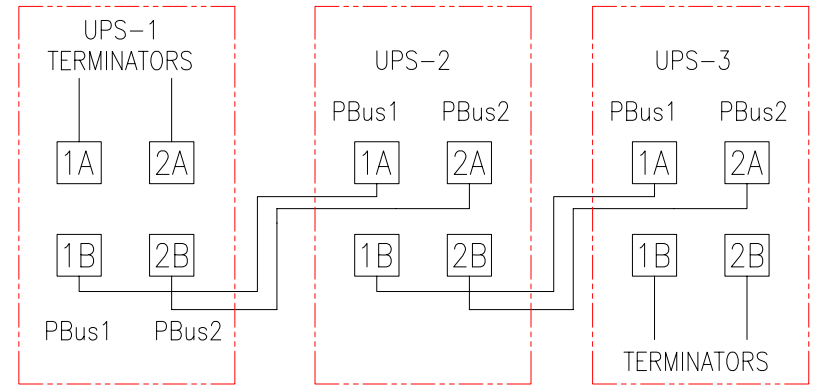 UPS-1
TERMINATORS
1A
2A
1B
2B
PBus1
PBus2
UPS-2
PBus1
PBus2
1A
2A
1B
2B
UPS-3
PBus1
PBus2
1A
2A
1B
2B
TERMINATORS